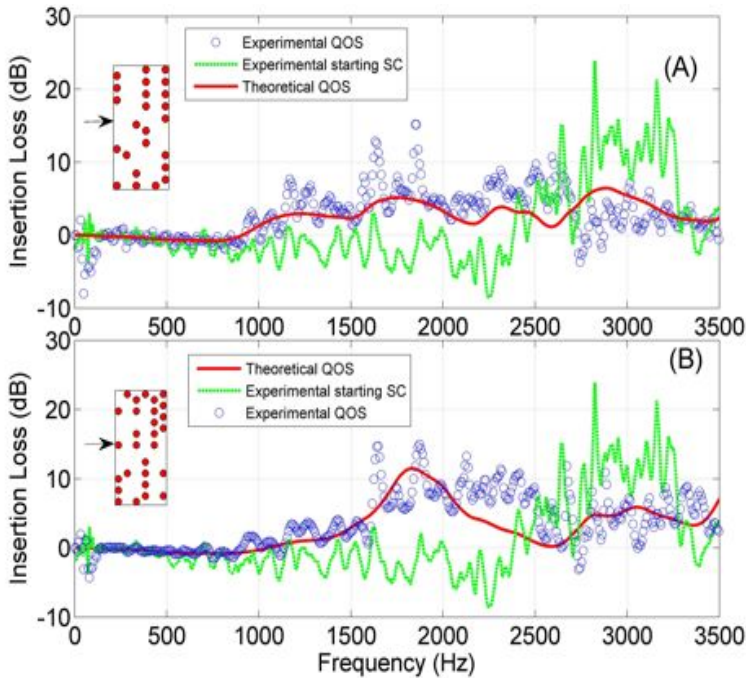 30
20
10
0
-10
Insertion Loss (dB)
Experimental QOS
Experimental starting SC
Theoretical QOS
(A)
0 500 1000 1500 2000 2500 3000 3500
30
20
10
0
-10
Insertion Loss (dB)
Theoretical QOS
Experimental starting SC
Experimental QOS
(B)
0 500 1000 1500 2000 2500 3000 3500
Frequency (Hz)